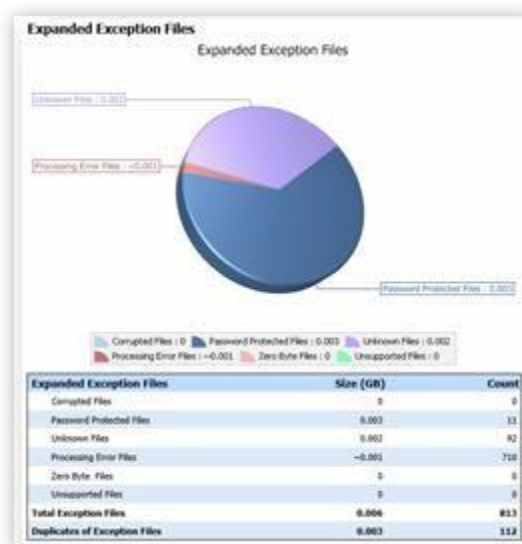 Expanded Exception Files
Expanded Exception Files
Unknown Files : 0.002
Processing Error Files : ~0.001
Password Protected Files : 0.003
Corrupted Files : 0 Password Protected Files : 0.003 Unknown Files : 0.002
Processing Error Files : ~0.001 Zero Byte Files : 0 Unsupported Files : 0
Expanded Exception Files Size (GB) Count
Corrupted Files 0 0
Password Protected Files 0.003 11
Unknown Files 0.002 92
Processing Error Files ~0.001 710
Zero Byte Files 0 0
Unsupported Files 0 0
Total Exception Files 0.006 813
Duplicates of Exception Files 0.003 112